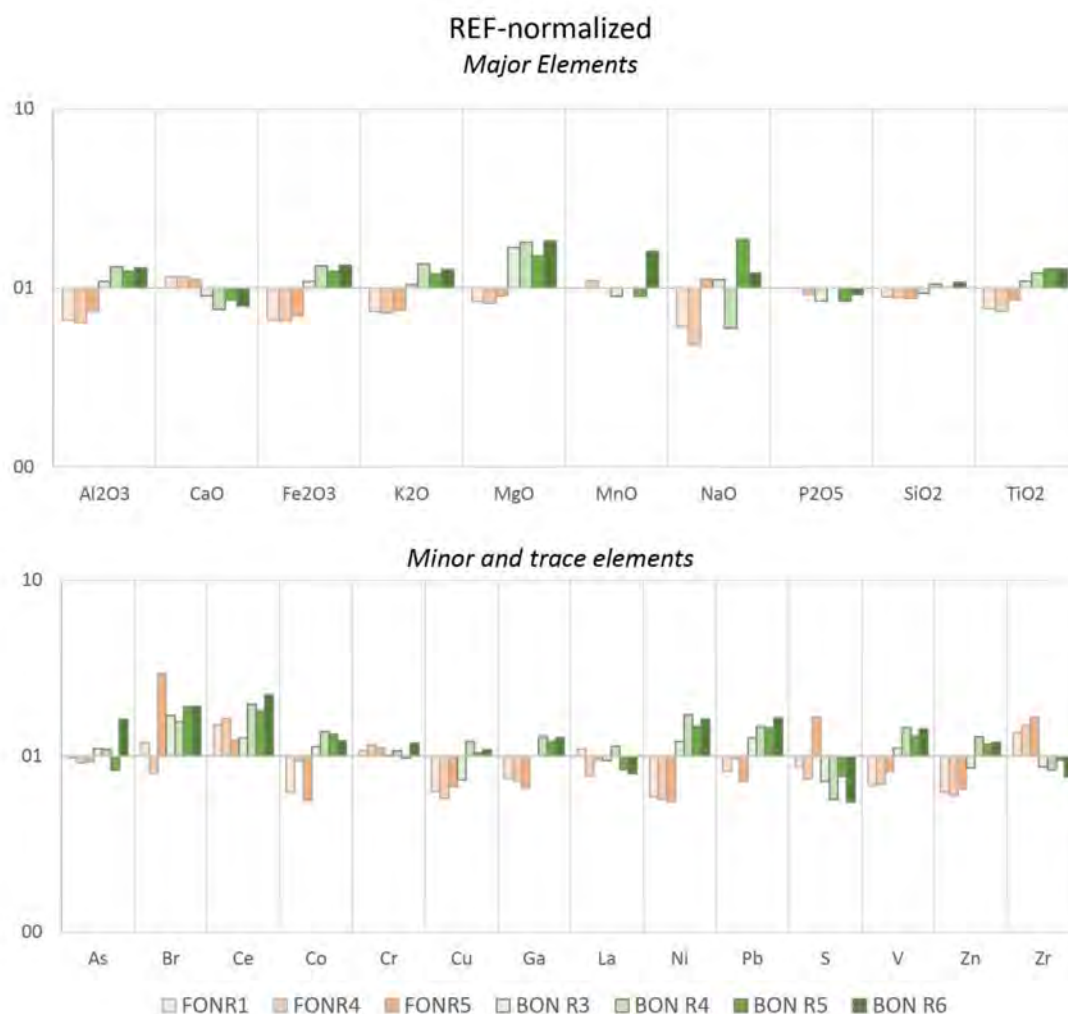 REF-normalized
Major Elements
10
01
00
Al2O3 CaO Fe2O3 K2O MgO MnO NaO P2O5 SiO2 TiO2
Minor and trace elements
10
01
00
As Br Ce Co Cr Cu Ga La Ni Pb S V Zn Zr
FONR1 FONR4 FONR5 BON R3 BON R4 BON R5 BON R6